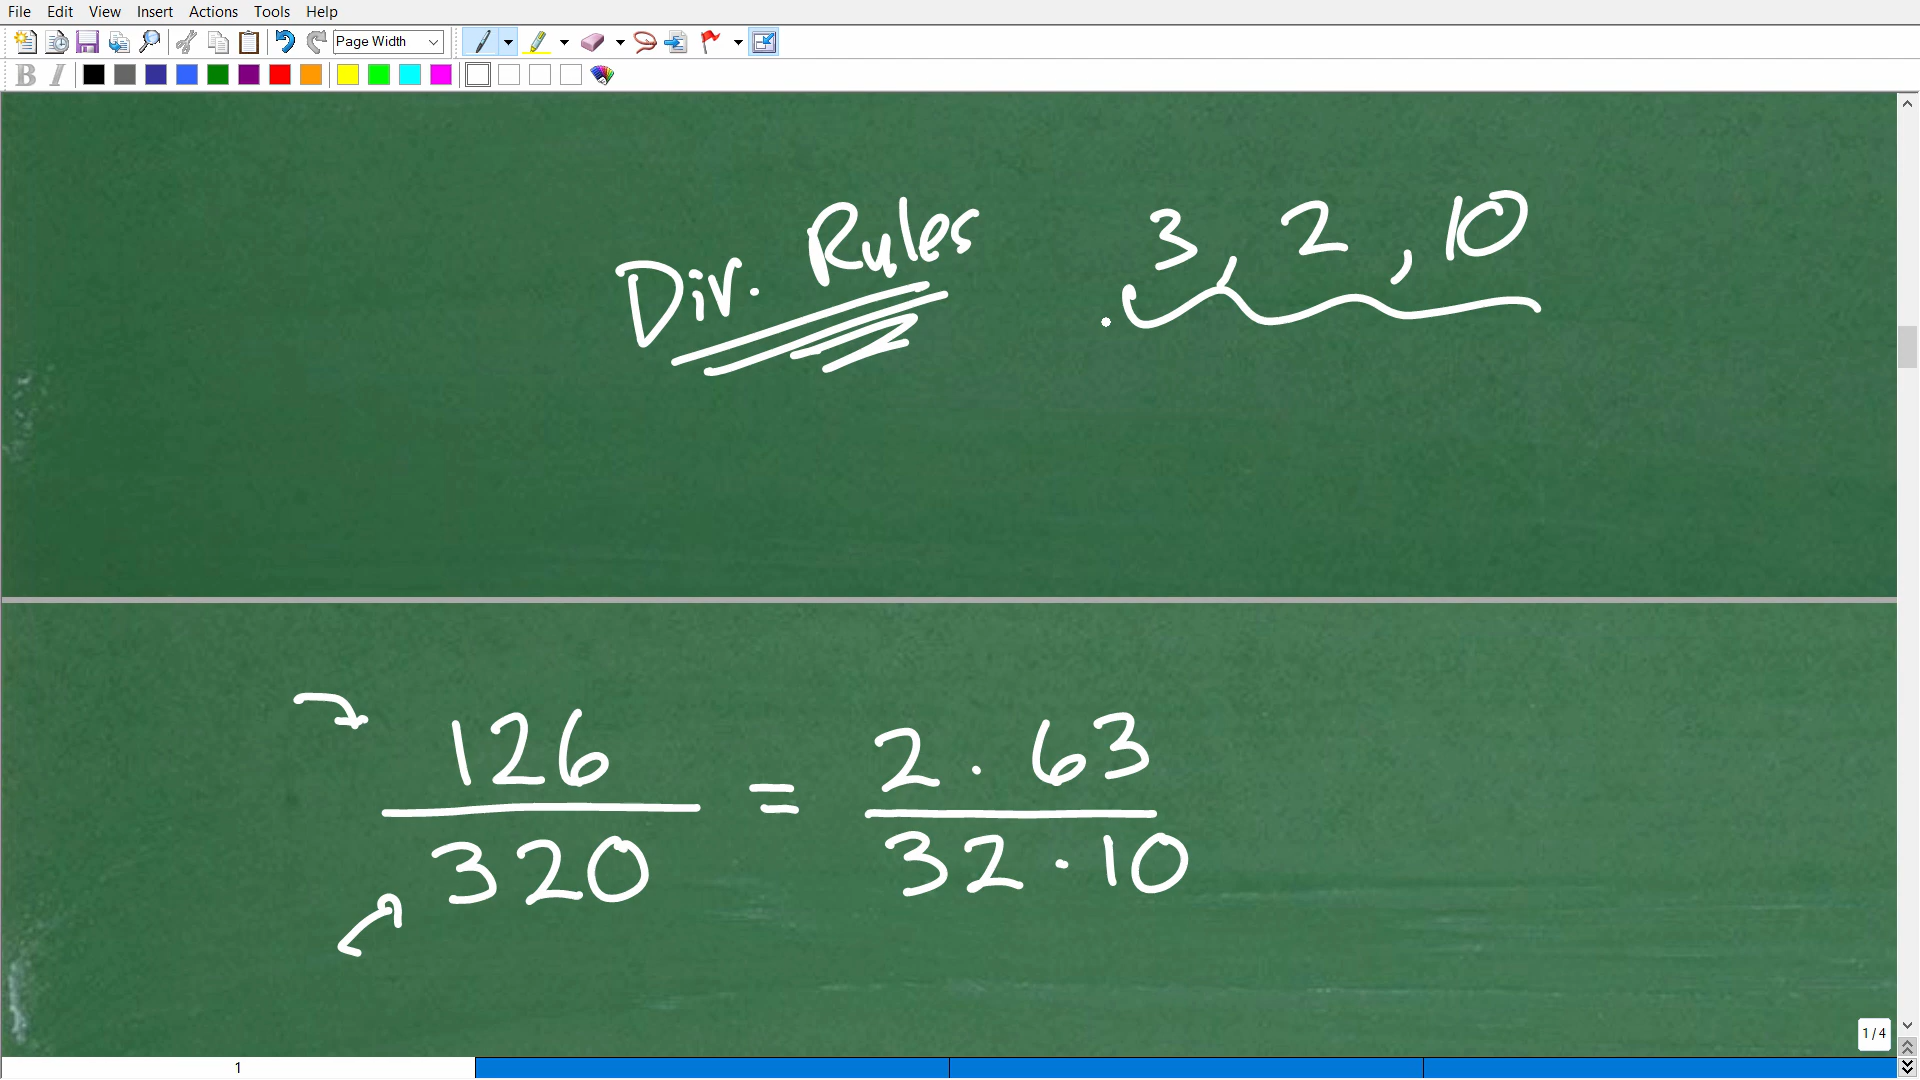 File Edit View Insert Actions Tools Help
Page Width
B I
Div. Rules 3, 2, 10
126 = 2 · 63
320 32 · 10
1 / 4
1